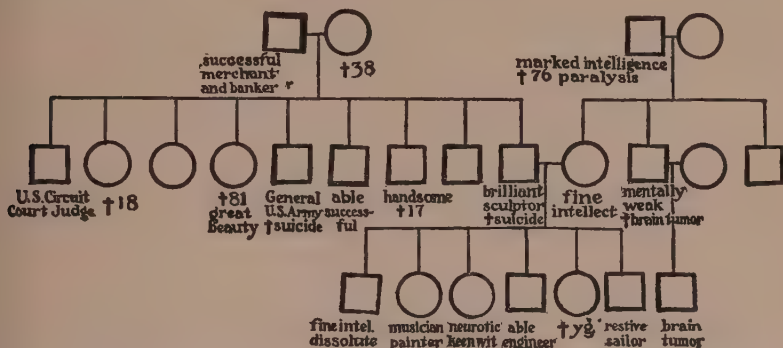 successful
merchant
and banker
†38
marked intelligence
†76 paralysis
U.S. Circuit
Court Judge
†18
†81
great
Beauty
General
U.S. Army
†suicide
able
success-
ful
handsome
†17
brilliant
sculptor
†suicide
fine
intellect
mentally
weak
†brain tumor
fine intel.
dissolute
musician
painter
neurotic
keen wit
able
engineer
†yg.
restive
sailor
brain
tumor